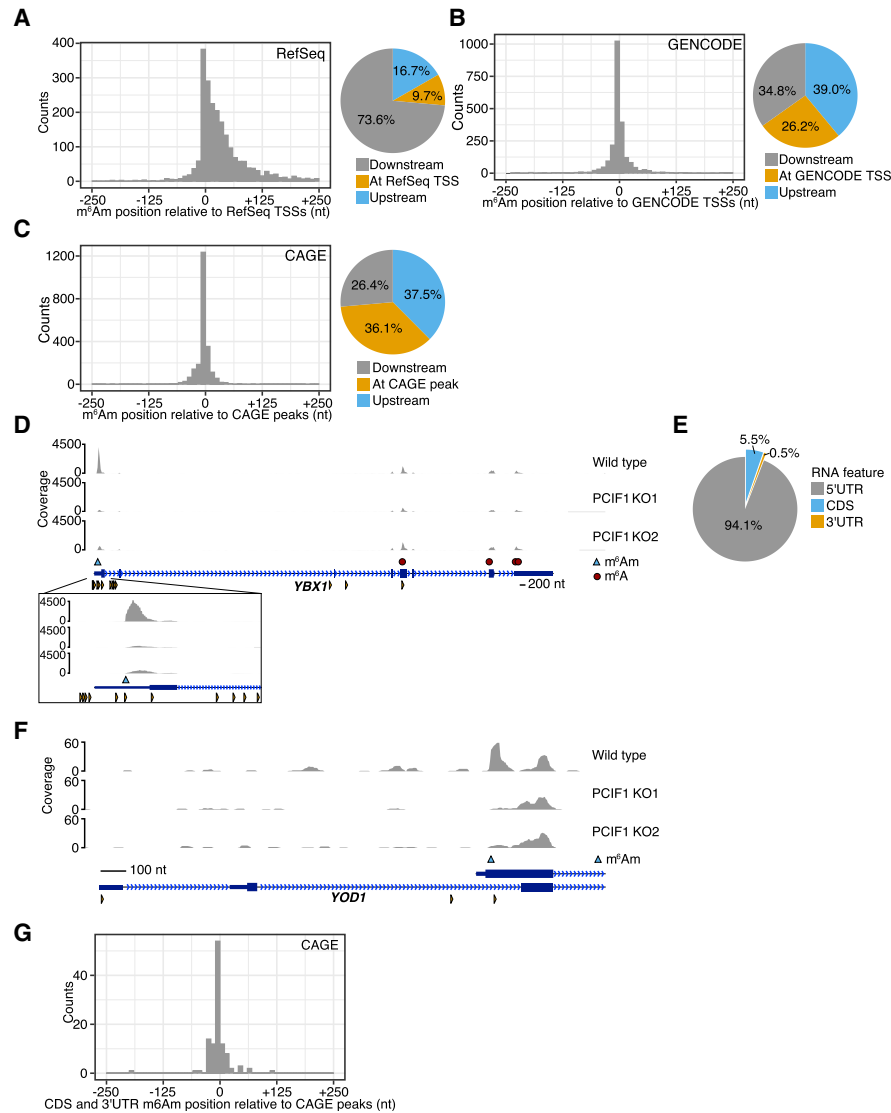 A
RefSeq
400
300
200
100
0
Counts
-250 -125 0 +125 +250
m⁶Am position relative to RefSeq TSSs (nt)
16.7%
9.7%
73.6%
Downstream
At RefSeq TSS
Upstream
B
GENCODE
1000
750
500
250
0
Counts
-250 -125 0 +125 +250
m⁶Am position relative to GENCODE TSSs (nt)
34.8%
39.0%
26.2%
Downstream
At GENCODE TSS
Upstream
C
CAGE
1200
800
400
0
Counts
-250 -125 0 +125 +250
m⁶Am position relative to CAGE peaks (nt)
26.4%
37.5%
36.1%
Downstream
At CAGE peak
Upstream
D
Coverage
4500
0
Wild type
4500
0
PCIF1 KO1
4500
0
PCIF1 KO2
m⁶Am
m⁶A
YBX1
200 nt
4500
0
4500
0
4500
0
E
5.5%
0.5%
94.1%
RNA feature
5'UTR
CDS
3'UTR
F
Coverage
60
0
Wild type
60
0
PCIF1 KO1
60
0
PCIF1 KO2
m⁶Am
100 nt
YOD1
G
CAGE
40
20
0
Counts
-250 -125 0 +125 +250
CDS and 3'UTR m6Am position relative to CAGE peaks (nt)